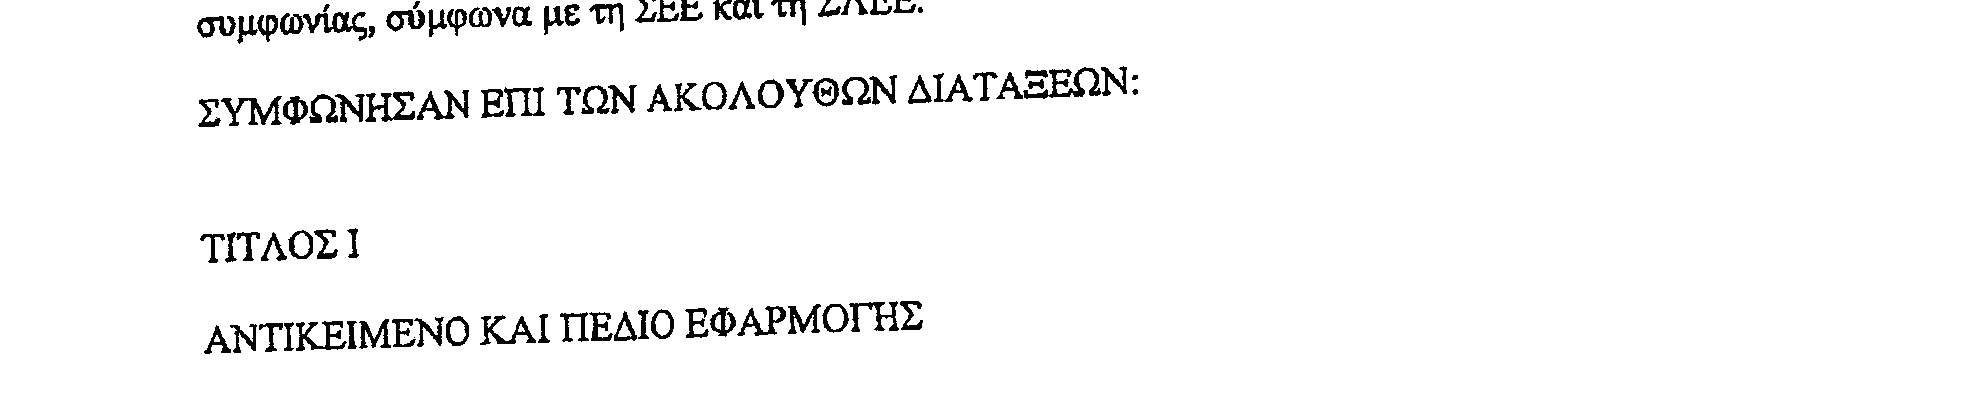 συμφωνίας, σύμφωνα με τη ΣΕΕ και τη ΣΛΕΕ.
ΣΥΜΦΩΝΗΣΑΝ ΕΠΙ ΤΩΝ ΑΚΟΛΟΥΘΩΝ ΔΙΑΤΑΞΕΩΝ:
ΤΙΤΛΟΣ Ι
ΑΝΤΙΚΕΙΜΕΝΟ ΚΑΙ ΠΕΔΙΟ ΕΦΑΡΜΟΓΗΣ